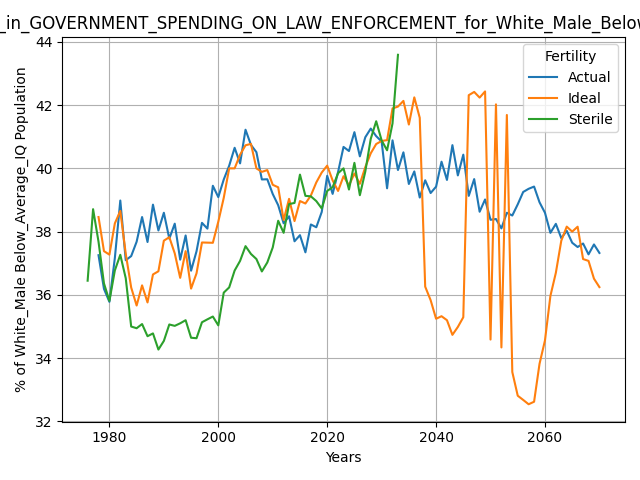 _in_GOVERNMENT_SPENDING_ON_LAW_ENFORCEMENT_for_White_Male_Below
44
42
40
38
36
34
32
% of White_Male Below_Average_IQ Population
Fertility
Actual
Ideal
Sterile
1980
2000
2020
2040
2060
Years